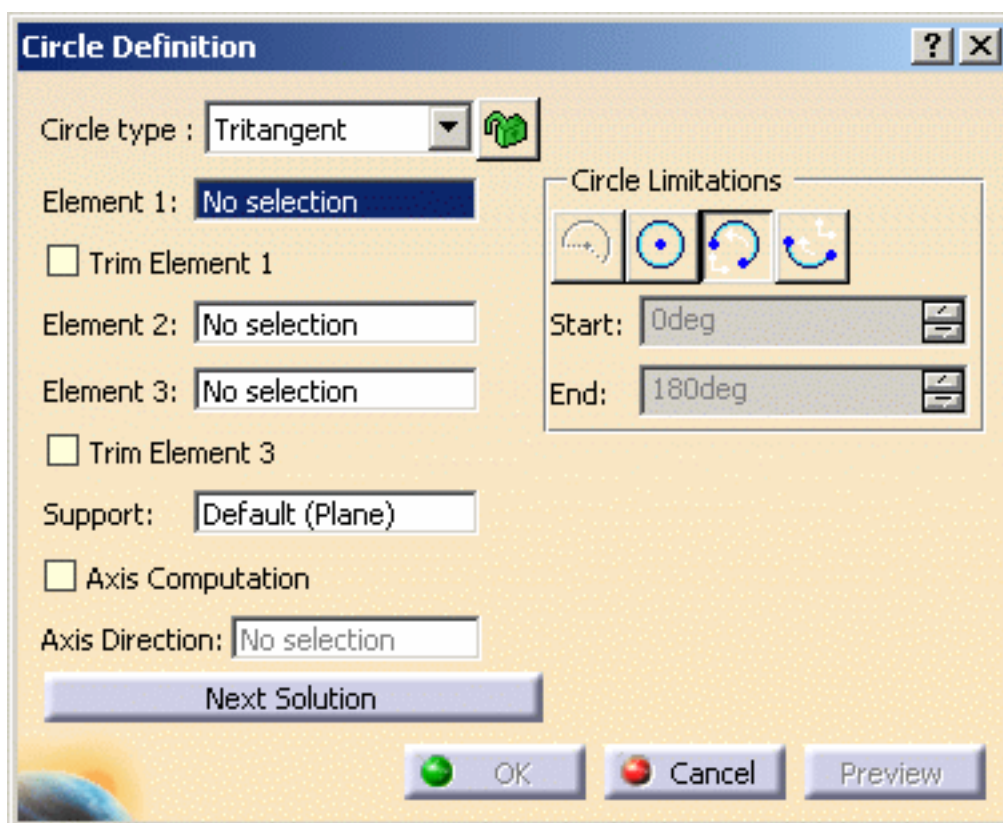 Circle Definition
Circle type : Tritangent
Element 1: No selection
Trim Element 1
Element 2: No selection
Element 3: No selection
Trim Element 3
Support: Default (Plane)
Axis Computation
Axis Direction: No selection
Next Solution
Circle Limitations
Start: 0deg
End: 180deg
OK Cancel Preview